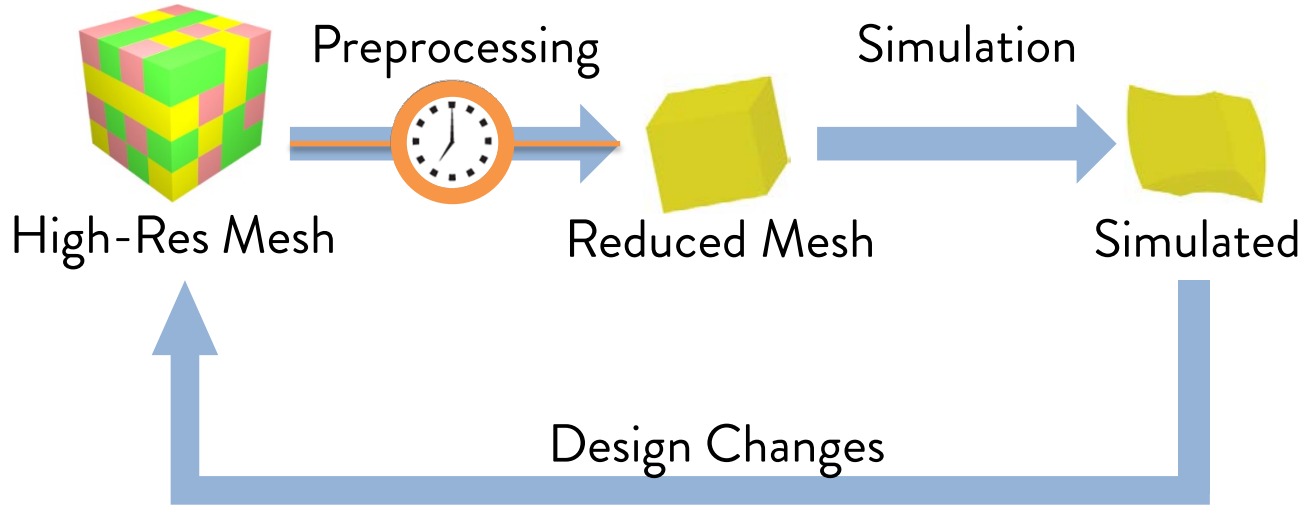 Preprocessing
Simulation
High-Res Mesh
Reduced Mesh
Simulated
Design Changes